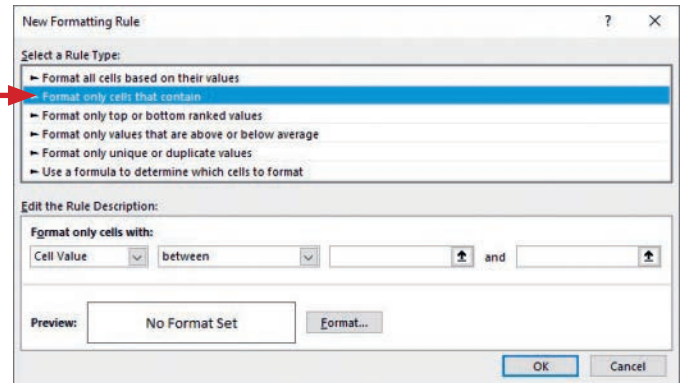 New Formatting Rule ? ×
Select a Rule Type:
► Format all cells based on their values
► Format only cells that contain
► Format only top or bottom ranked values
► Format only values that are above or below average
► Format only unique or duplicate values
► Use a formula to determine which cells to format
Edit the Rule Description:
Format only cells with:
Cell Value between and
Preview: No Format Set Format...
OK Cancel